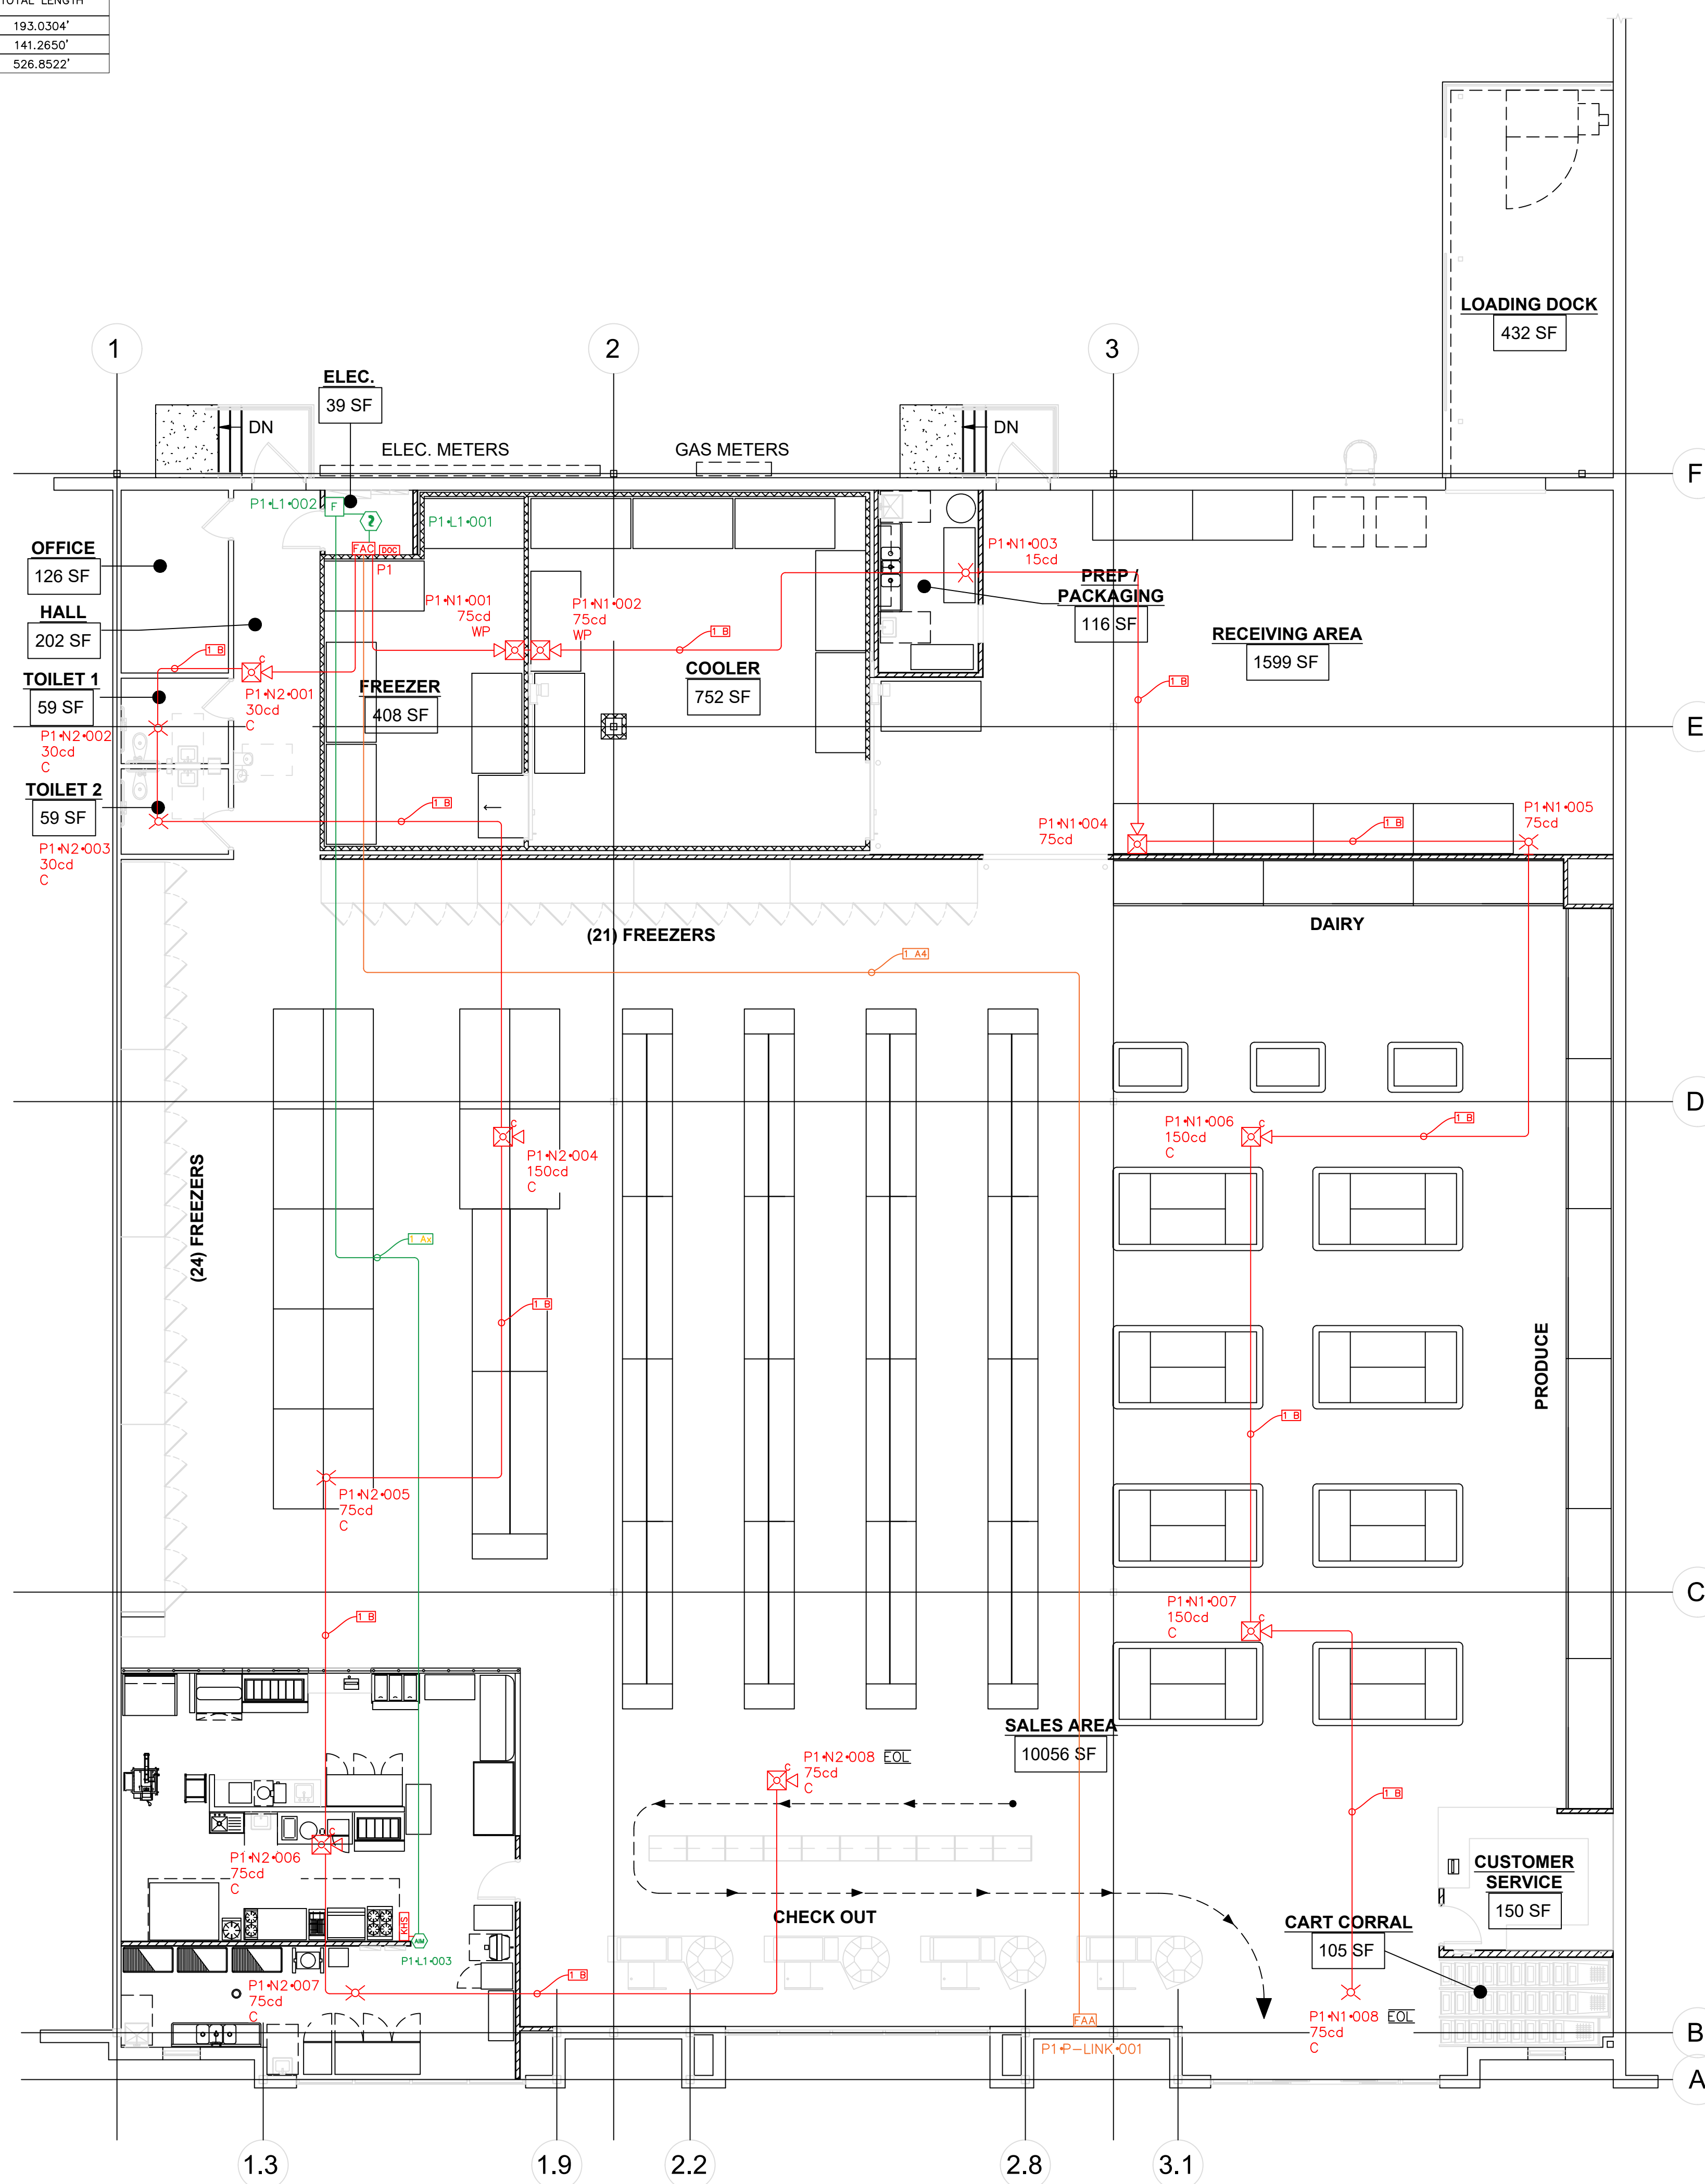 TOTAL LENGTH
193.0304'
141.2650'
526.8522'
LOADING DOCK
432 SF
1
2
3
ELEC.
39 SF
DN
ELEC. METERS
GAS METERS
DN
F
P1•L1•002
F
2
P1•L1•001
FAC
DOC
P1
OFFICE
126 SF
HALL
202 SF
1 B
C
P1•N2•001
30cd
C
TOILET 1
59 SF
P1•N2•002
30cd
C
TOILET 2
59 SF
P1•N2•003
30cd
C
P1•N1•001
75cd
WP
P1•N1•002
75cd
WP
1 B
FREEZER
408 SF
COOLER
752 SF
P1•N1•003
15cd
PREP /
PACKAGING
116 SF
RECEIVING AREA
1599 SF
1 B
E
1 B
P1•N1•004
75cd
1 B
P1•N1•005
75cd
(21) FREEZERS
DAIRY
1 A4
D
P1•N1•006
150cd
C
C
1 B
C
P1•N2•004
150cd
C
(24) FREEZERS
1 Ax
1 B
PRODUCE
1 B
P1•N2•005
75cd
C
C
P1•N1•007
150cd
C
C
1 B
SALES AREA
10056 SF
P1•N2•008 EOL
75cd
C
C
1 B
C
P1•N2•006
75cd
C
CUSTOMER
SERVICE
150 SF
CHECK OUT
CART CORRAL
105 SF
KHS
AIM
P1•L1•003
P1•N2•007
75cd
C
1 B
P1•N1•008 EOL
75cd
C
FAA
P1•P-LINK•001
B
A
1.3
1.9
2.2
2.8
3.1